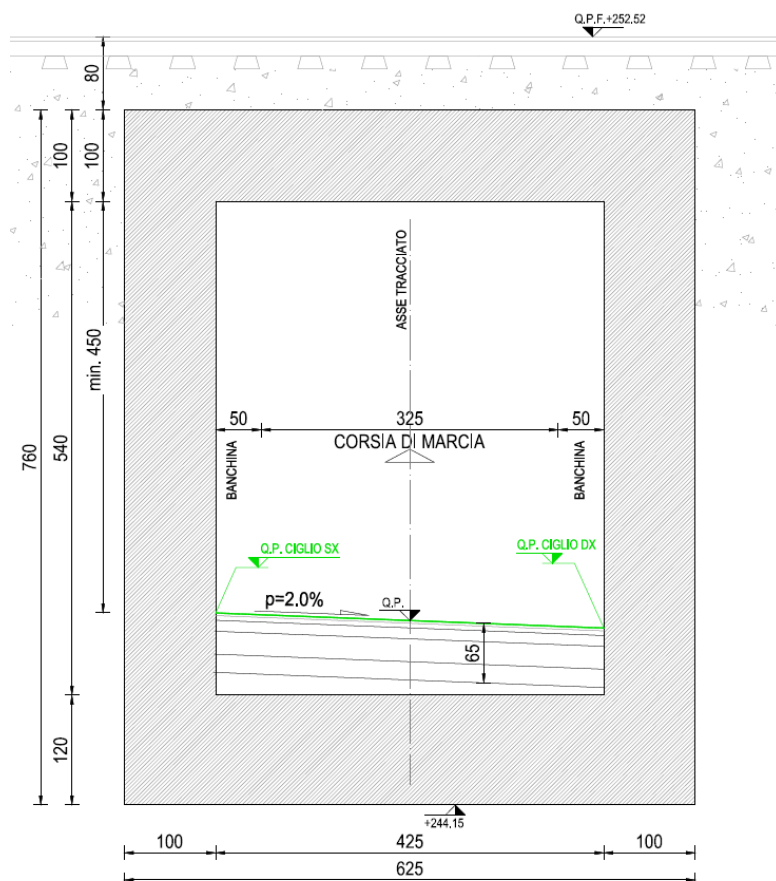 Q.P.F.+252.52
80
100
100
min. 450
540
760
120
ASSE TRACCIATO
50
325
50
CORSIA DI MARCIA
BANCHINA
BANCHINA
Q.P. CIGLIO SX
Q.P. CIGLIO DX
p=2.0%
Q.P.
65
+244.15
100
425
100
625